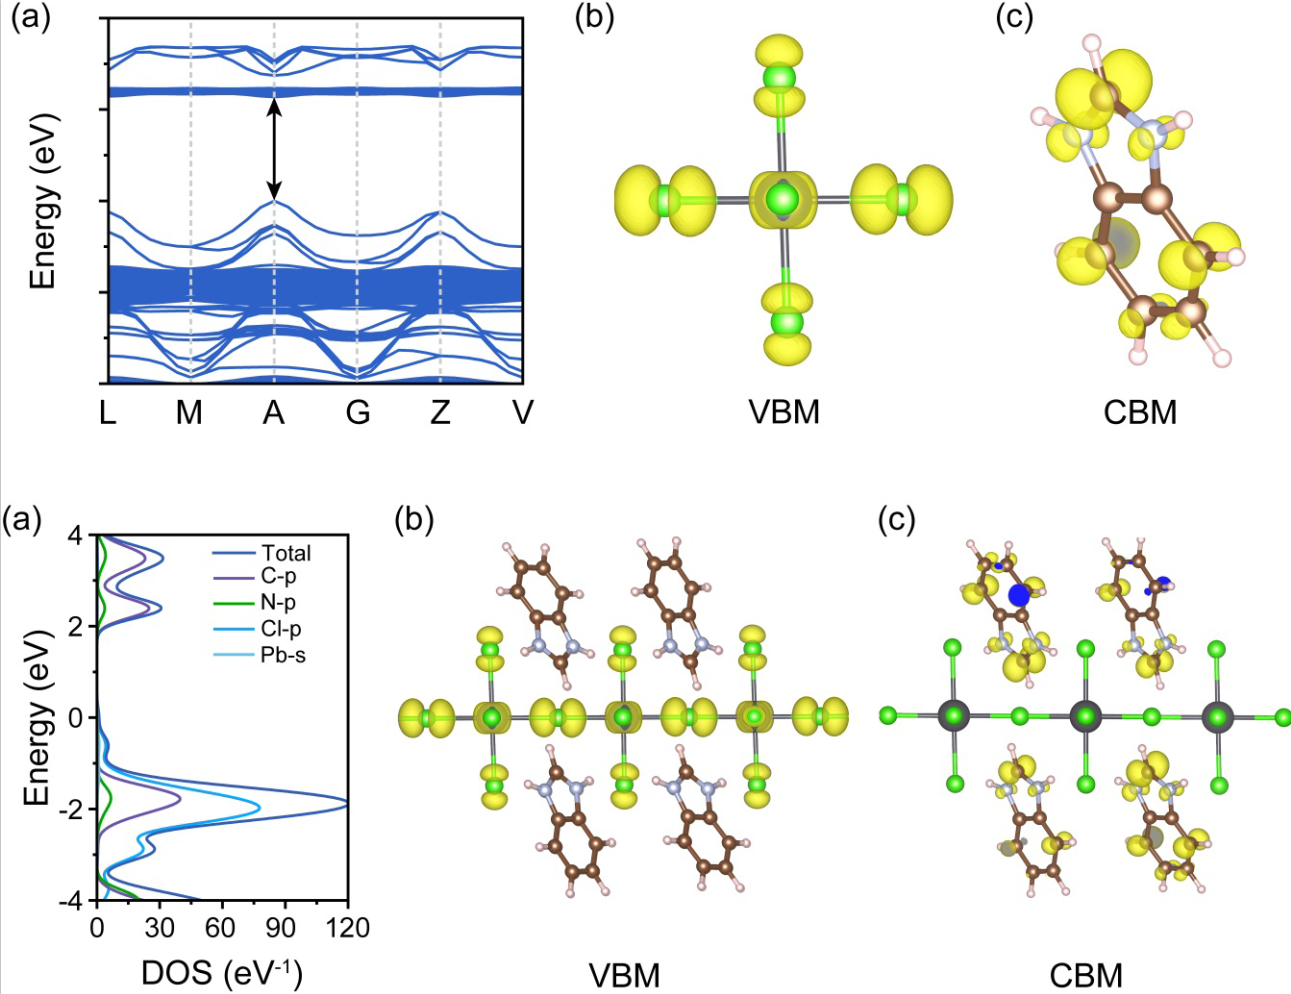 (a)
(b)
(c)
Energy (eV)
L M A G Z V
VBM
CBM
(a)
(b)
(c)
4
2
0
-2
-4
Energy (eV)
Total
C-p
N-p
Cl-p
Pb-s
0 30 60 90 120
DOS (eV⁻¹)
VBM
CBM